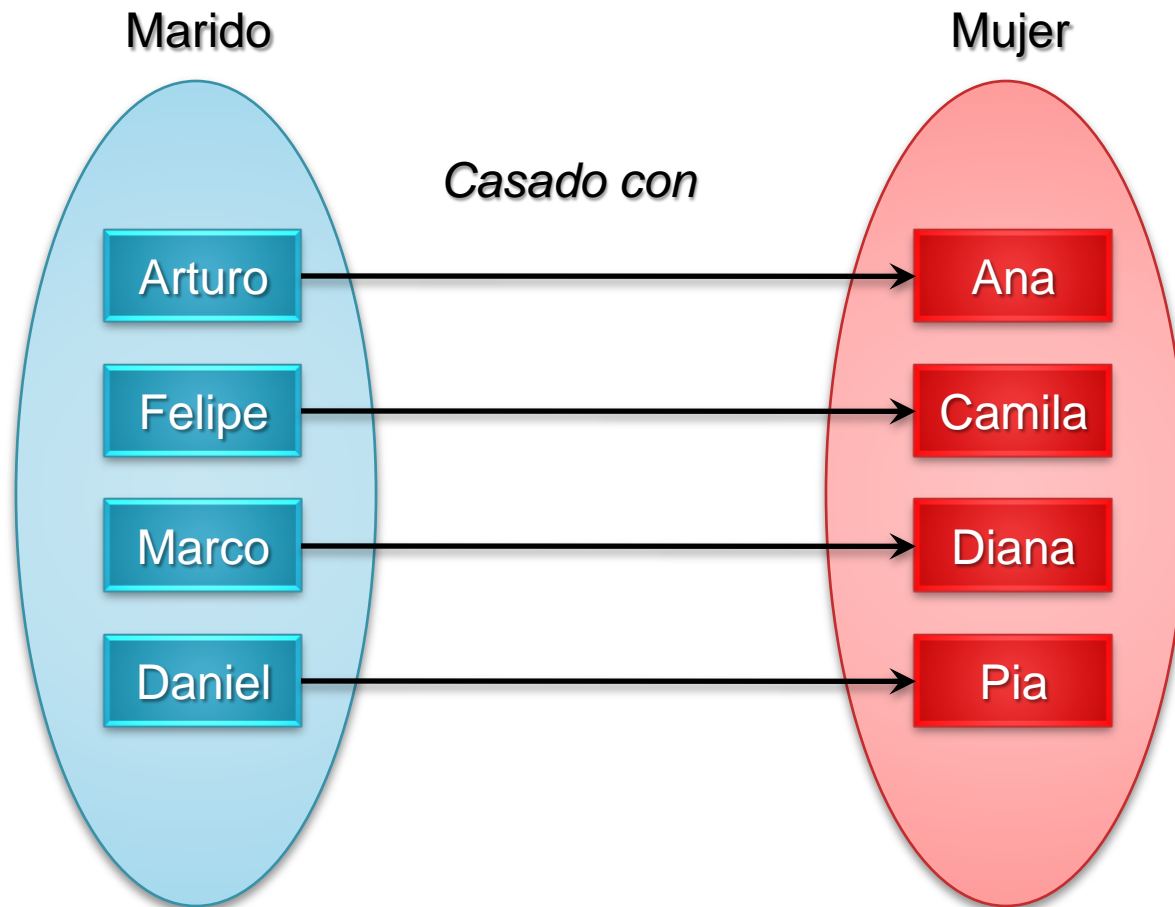 Marido
Mujer
Casado con
Arturo
Ana
Felipe
Camila
Marco
Diana
Daniel
Pia